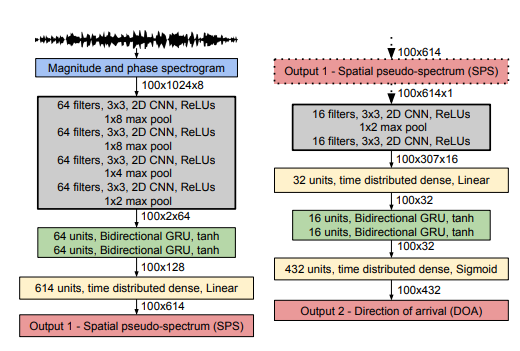 Magnitude and phase spectrogram
100x1024x8
64 filters, 3x3, 2D CNN, ReLUs
1x8 max pool
64 filters, 3x3, 2D CNN, ReLUs
1x8 max pool
64 filters, 3x3, 2D CNN, ReLUs
1x4 max pool
64 filters, 3x3, 2D CNN, ReLUs
1x2 max pool
100x2x64
64 units, Bidirectional GRU, tanh
64 units, Bidirectional GRU, tanh
100x128
614 units, time distributed dense, Linear
100x614
Output 1 - Spatial pseudo-spectrum (SPS)
100x614
Output 1 - Spatial pseudo-spectrum (SPS)
100x614x1
16 filters, 3x3, 2D CNN, ReLUs
1x2 max pool
16 filters, 3x3, 2D CNN, ReLUs
100x307x16
32 units, time distributed dense, Linear
100x32
16 units, Bidirectional GRU, tanh
16 units, Bidirectional GRU, tanh
100x32
432 units, time distributed dense, Sigmoid
100x432
Output 2 - Direction of arrival (DOA)